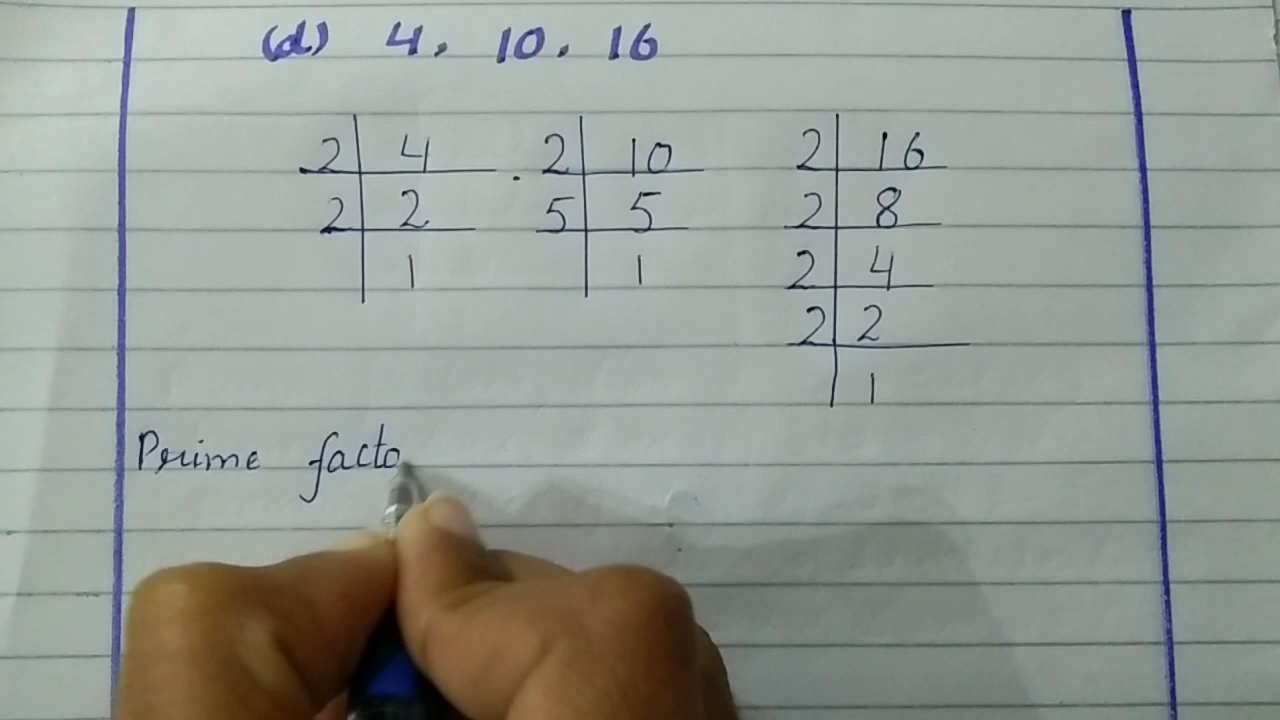 (d) 4, 10, 16
2 4 2 10 2 16
2 2 5 5 2 8
1 1 2 4
2 2
1
Prime facto